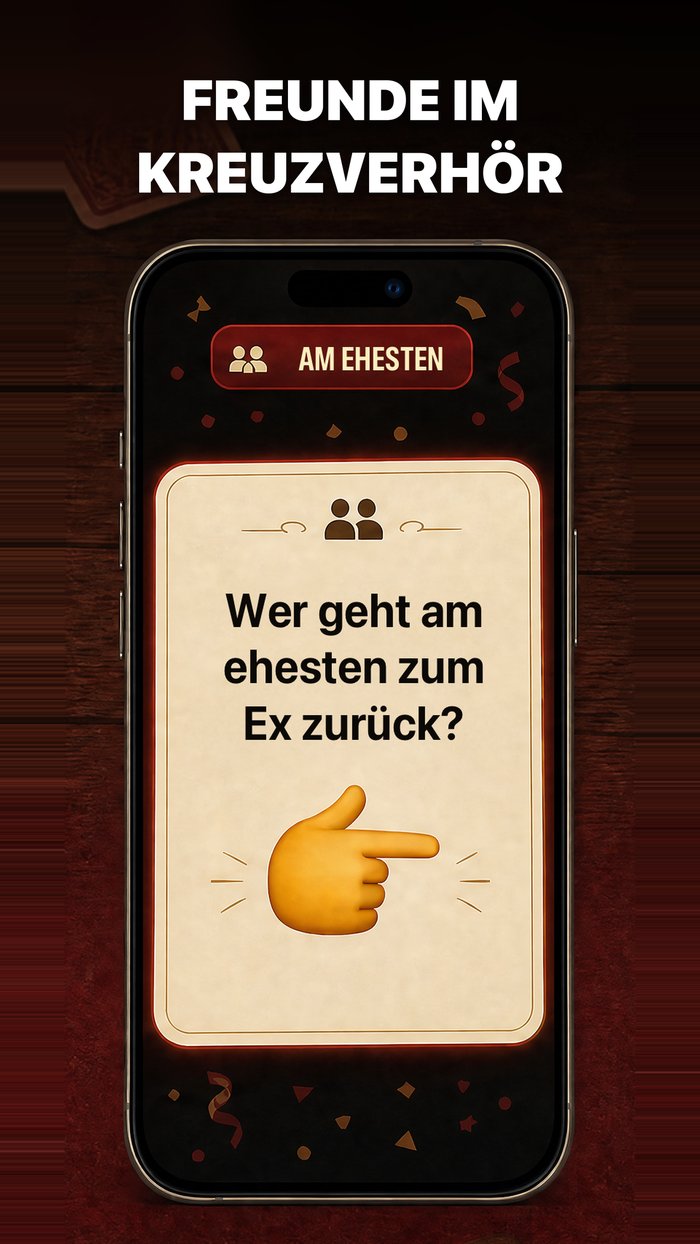 FREUNDE IM
KREUZVERHÖR
AM EHESTEN
Wer geht am
ehesten zum
Ex zurück?